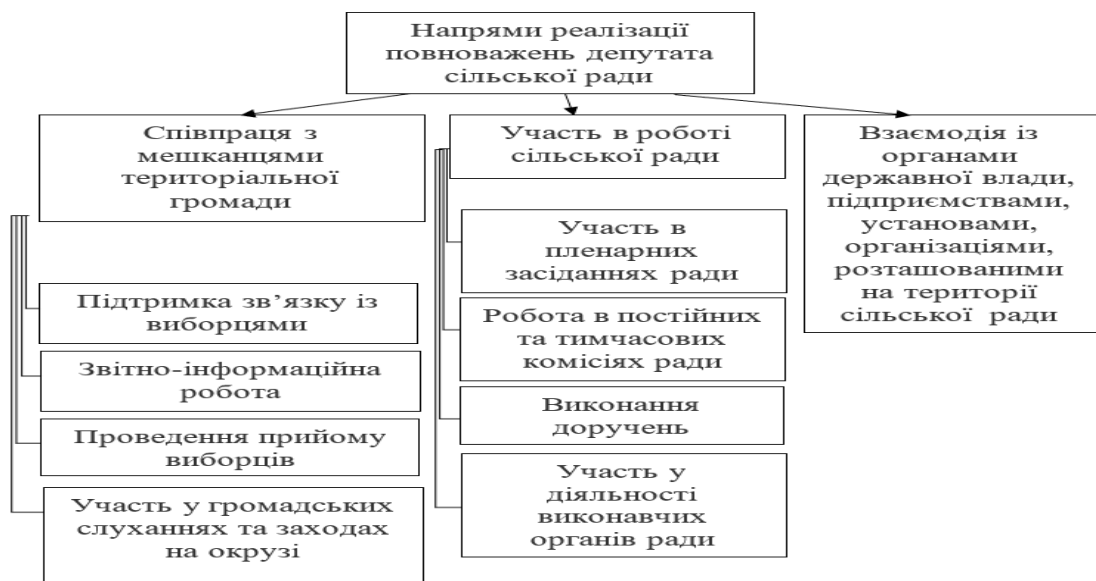 Напрями реалізації
повноважень депутата
сільської ради
Співпраця з
мешканцями
територіальної
громади
Підтримка зв’язку із
виборцями
Звітно-інформаційна
робота
Проведення прийому
виборців
Участь у громадських
слуханнях та заходах
на окрузі
Участь в роботі
сільської ради
Участь в
пленарних
засіданнях ради
Робота в постійних
та тимчасових
комісіях ради
Виконання
доручень
Участь у
діяльності
виконавчих
органів ради
Взаємодія із
органами
державної влади,
підприємствами,
установами,
організаціями,
розташованими
на території
сільської ради